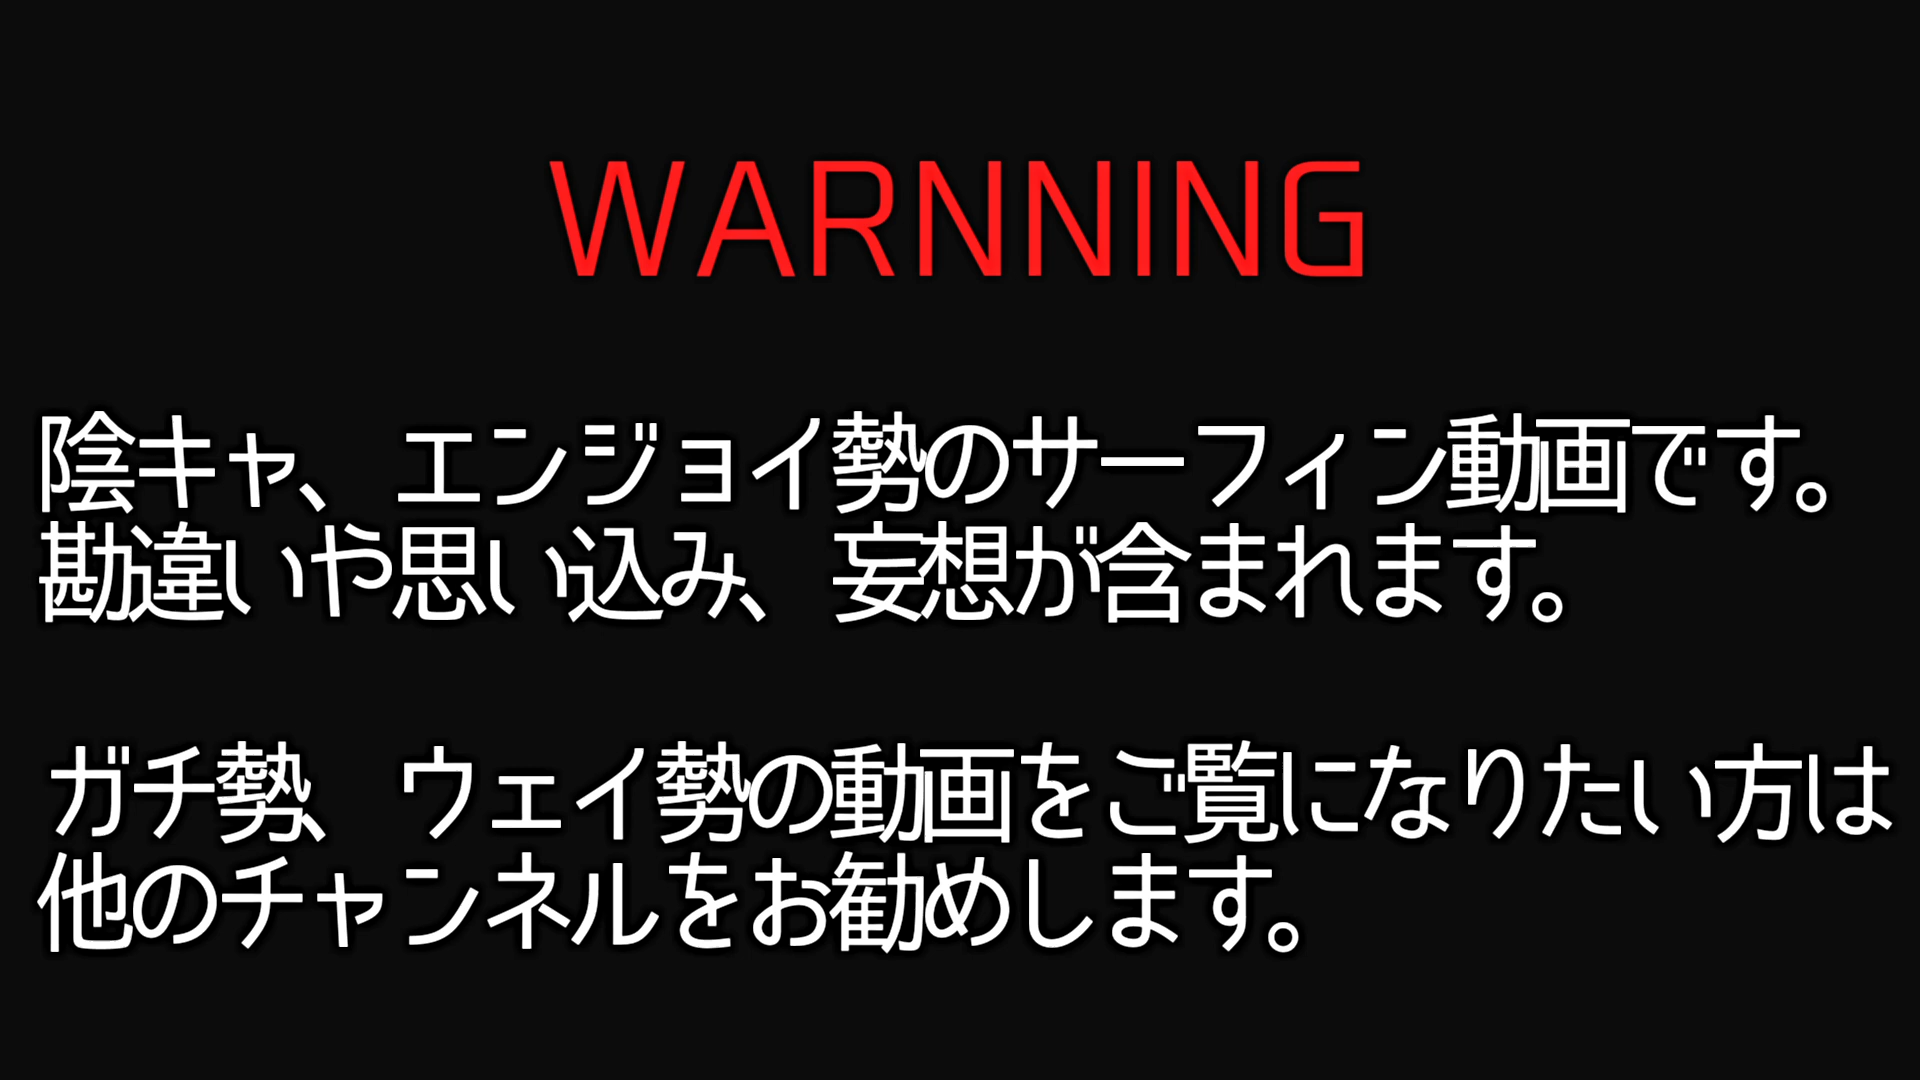 WARNNING
陰キャ、エンジョイ勢のサーフィン動画です。
勘違いや思い込み、妄想が含まれます。
ガチ勢、ウェイ勢の動画をご覧になりたい方は
他のチャンネルをお勧めします。